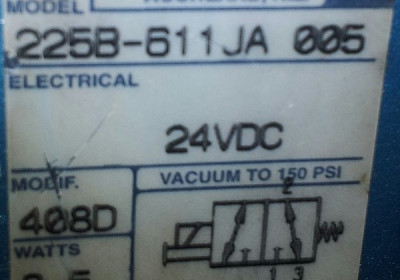 MODEL
225B-611JA 005
ELECTRICAL
24VDC
MODIF.
VACUUM TO 150 PSI
408D
2
WATTS
1 3